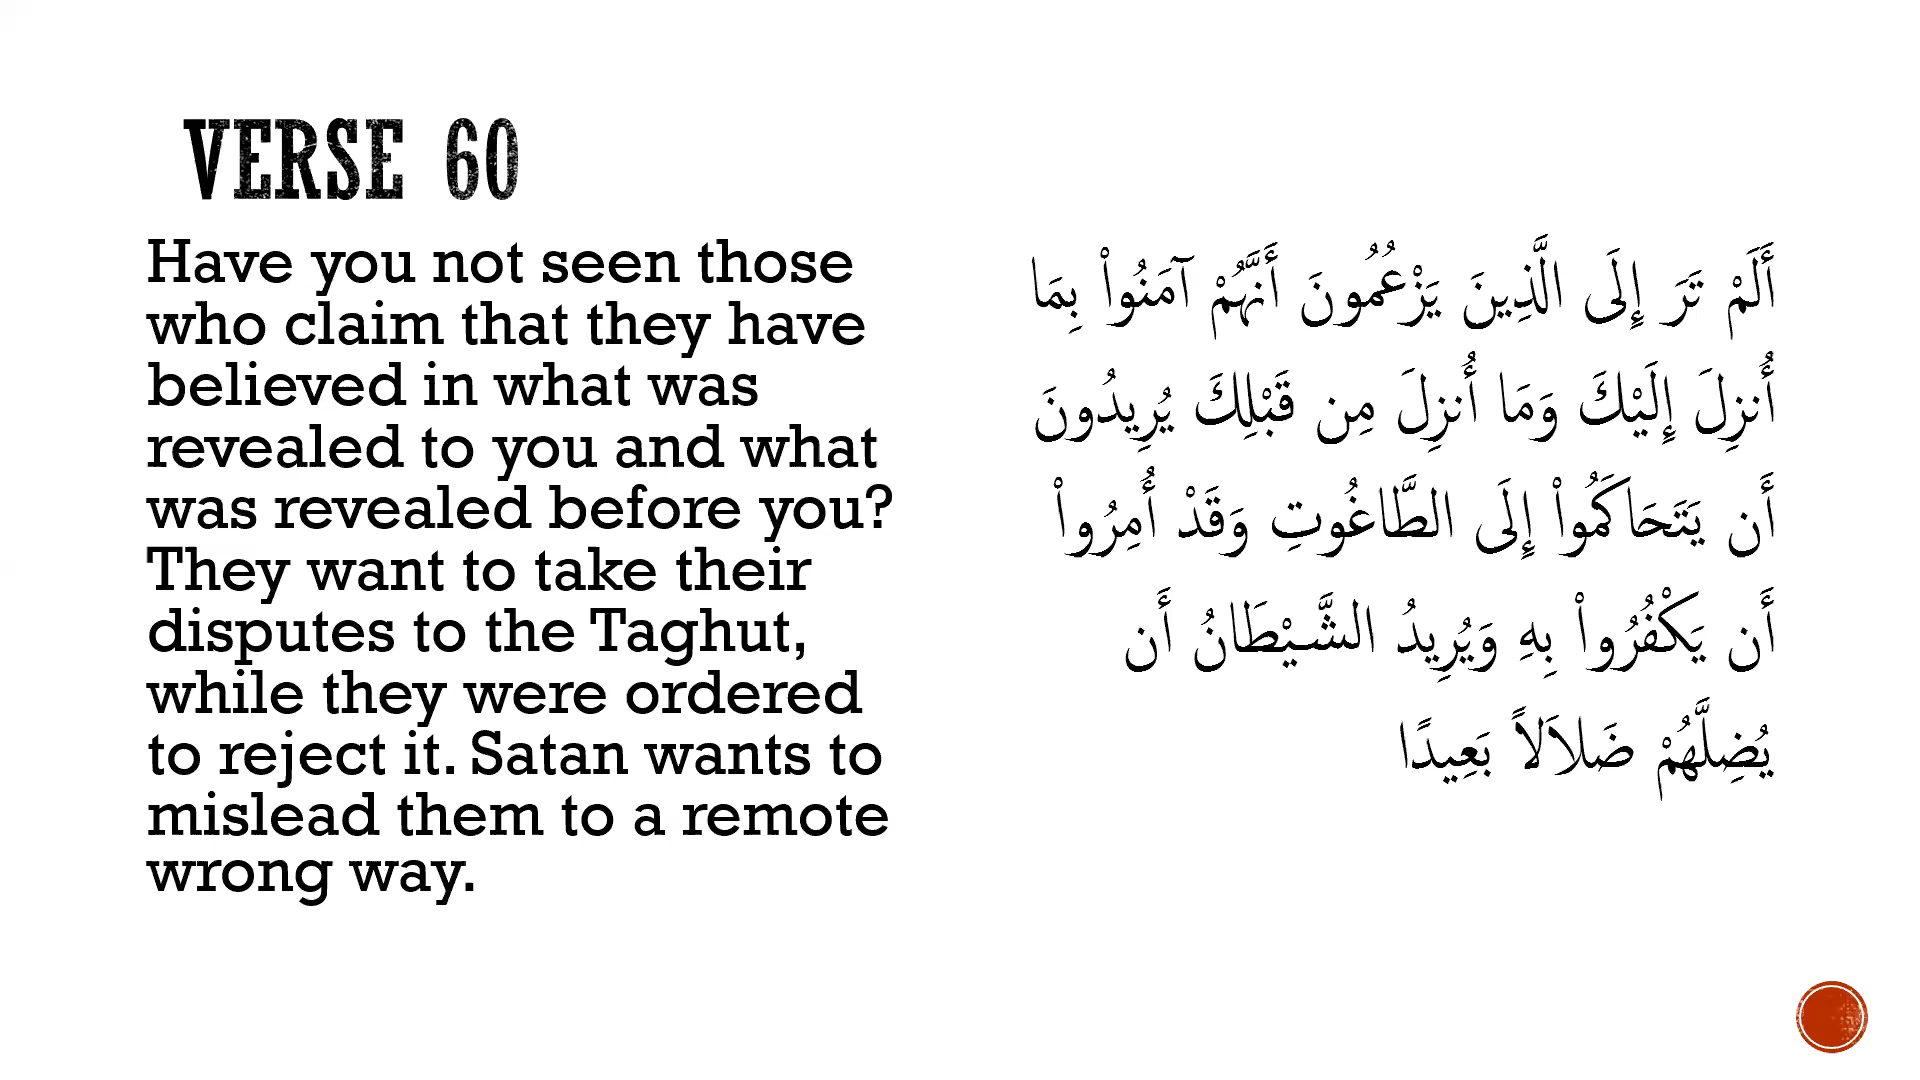 VERSE 60
Have you not seen those
who claim that they have
believed in what was
revealed to you and what
was revealed before you?
They want to take their
disputes to the Taghut,
while they were ordered
to reject it. Satan wants to
mislead them to a remote
wrong way.
أَلَمْ تَرَ إِلَى الَّذِينَ يَزْعُمُونَ أَنَّهُمْ آمَنُواْ بِمَا
أُنزِلَ إِلَيْكَ وَمَا أُنزِلَ مِن قَبْلِكَ يُرِيدُونَ
أَن يَتَحَاكَمُواْ إِلَى الطَّاغُوتِ وَقَدْ أُمِرُواْ
أَن يَكْفُرُواْ بِهِ وَيُرِيدُ الشَّيْطَانُ أَن
يُضِلَّهُمْ ضَلاَلاً بَعِيدًا